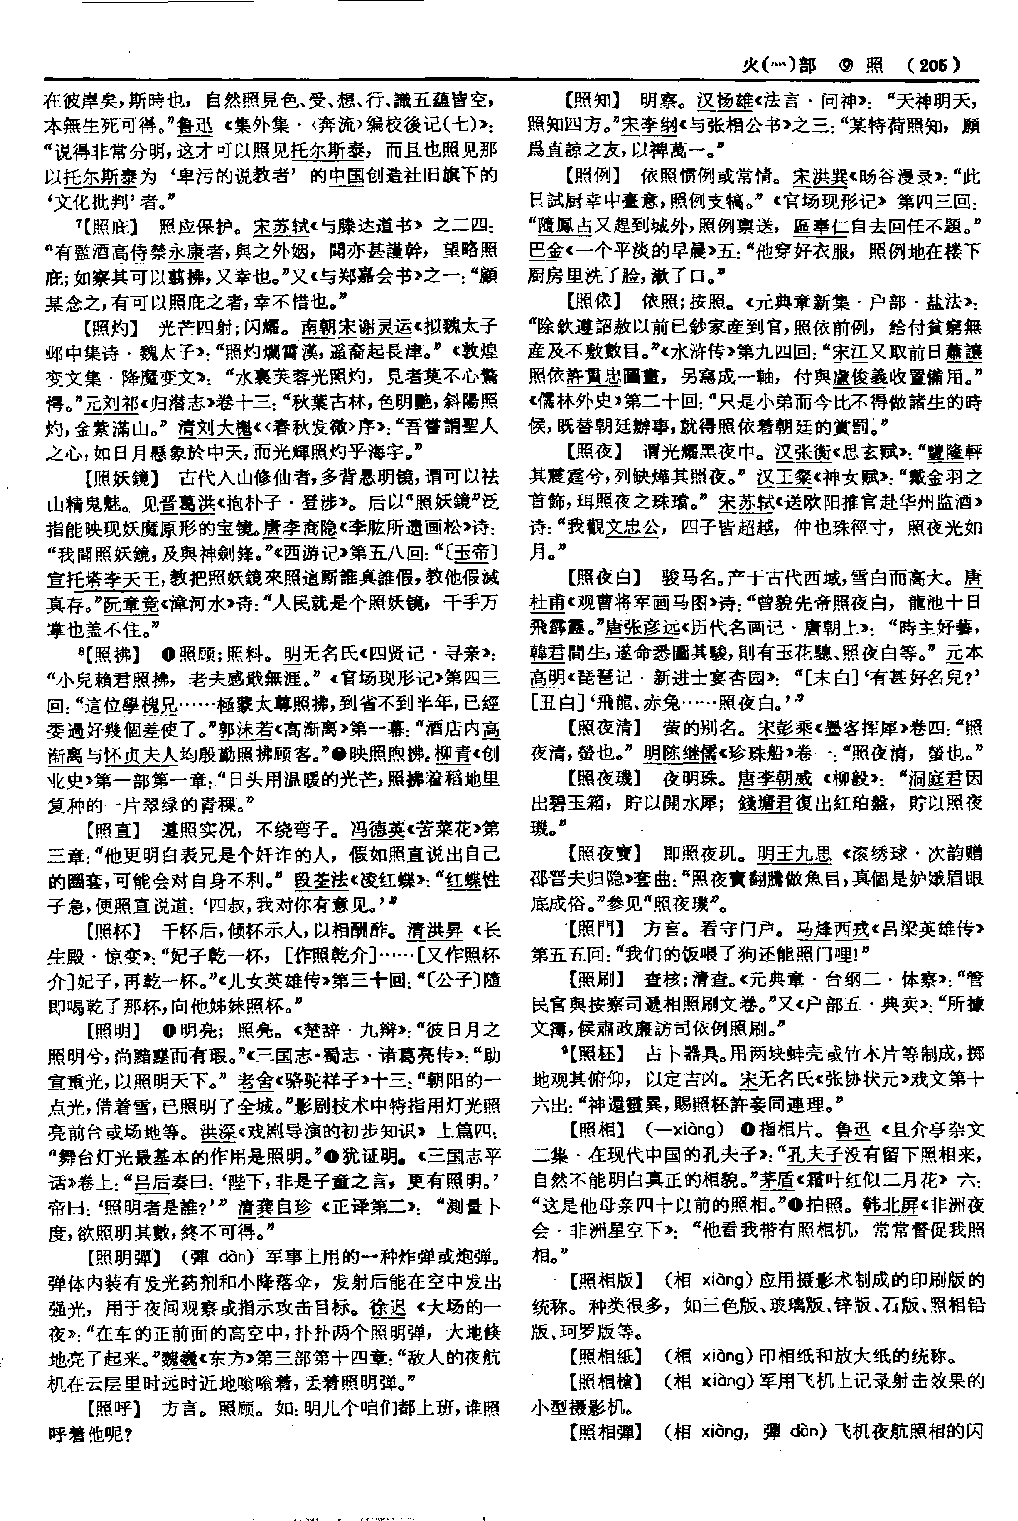 火(灬)部 ⑨ 照 (205)
在彼岸矣,斯時也,自然照見色、受、想、行、識五蘊皆空,
本無生死可得。”鲁迅《集外集·〈奔流〉编校後记(七)》:
“说得非常分明,这才可以照见托尔斯泰,而且也照见那
以托尔斯泰为‘卑污的说教者’的中国创造社旧旗下的
‘文化批判’者。”
7【照庇】 照应保护。宋苏轼《与滕达道书》之二四:
“有監酒高侍禁永康者,與之外姻,聞亦甚謹幹,望略照
庇;如察其可以翦拂,又幸也。”又《与郑嘉会书》之一:“顧
某念之,有可以照庇之者,幸不惜也。”
【照灼】 光芒四射;闪耀。南朝宋谢灵运《拟魏太子
邺中集诗·魏太子》:“照灼爛霄漢,遥裔起長津。”《敦煌
变文集·降魔变文》:“水裏芙蓉光照灼,見者莫不心驚
愕。”元刘祁《归潜志》卷十三:“秋葉古林,色明艷,斜陽照
灼,金紫滿山。”清刘大櫆《〈春秋发微〉序》:“吾嘗謂聖人
之心,如日月懸象於中天,而光輝照灼乎海宇。”
【照妖鏡】 古代入山修仙者,多背悬明镜,谓可以祛
山精鬼魅。见晋葛洪《抱朴子·登涉》。后以“照妖鏡”泛
指能映现妖魔原形的宝镜。唐李商隐《李肱所遗画松》诗:
“我聞照妖鏡,及與神劍鋒。”《西游记》第五八回:“〔玉帝〕
宣托塔李天王,教把照妖鏡來照這厮誰真誰假,教他假滅
真存。”阮章竞《漳河水》诗:“人民就是个照妖镜,千手万
掌也盖不住。”
8【照拂】 ❶照顾;照料。明无名氏《四贤记·寻亲》:
“小兒賴君照拂,老夫感戢無涯。”《官场现形记》第四三
回:“這位學槐兄……極蒙太尊照拂,到省不到半年,已經
委過好幾個差使了。”郭沫若《高渐离》第一幕:“酒店内高
渐离与怀贞夫人均殷勤照拂顾客。”❷映照煦拂。柳青《创
业史》第一部第一章:“日头用温暖的光芒,照拂着稻地里
复种的一片翠绿的青稞。”
【照直】 遵照实况,不绕弯子。冯德英《苦菜花》第
三章:“他更明白表兄是个奸诈的人,假如照直说出自己
的圈套,可能会对自身不利。”段荃法《凌红蝶》:“红蝶性
子急,便照直说道:‘四叔,我对你有意见。’”
【照杯】 干杯后,倾杯示人,以相酬酢。清洪昇《长
生殿·惊变》:“妃子乾一杯,[作照乾介]……[又作照杯
介]妃子,再乾一杯。”《儿女英雄传》第三十回:“〔公子〕隨
即喝乾了那杯,向他姊妹照杯。”
【照明】 ❶明亮;照亮。《楚辞·九辩》:“彼日月之
照明兮,尚黯黮而有瑕。”《三国志·蜀志·诸葛亮传》:“助
宣重光,以照明天下。”老舍《骆驼祥子》十三:“朝阳的一
点光,借着雪,已照明了全城。”影剧技术中特指用灯光照
亮前台或场地等。洪深《戏剧导演的初步知识》上篇四:
“舞台灯光最基本的作用是照明。”❷犹证明。《三国志平
话》卷上:“吕后奏曰:‘陛下,非是子童之言,更有照明。’
帝曰:‘照明者是誰?’”清龚自珍《正译第二》:“測量卜
度,欲照明其數,終不可得。”
【照明彈】 (彈 dàn) 军事上用的一种炸弹或炮弹。
弹体内装有发光药剂和小降落伞,发射后能在空中发出
强光,用于夜间观察或指示攻击目标。徐迟《大场的一
夜》:“在车的正前面的高空中,扑扑两个照明弹,大地倏
地亮了起来。”魏巍《东方》第三部第十四章:“敌人的夜航
机在云层里时远时近地嗡嗡着,丢着照明弹。”
【照呼】 方言。照顾。如:明儿个咱们都上班,谁照
呼着他呢?
【照知】 明察。汉扬雄《法言·问神》:“天神明天,
照知四方。”宋李纲《与张相公书》之三:“某特荷照知,願
爲直諒之友,以裨萬一。”
【照例】 依照惯例或常情。宋洪巽《旸谷漫录》:“此
日試厨幸中臺意,照例支犒。”《官场现形记》第四三回:
“隨鳳占又趕到城外,照例禀送,區奉仁自去回任不題。”
巴金《一个平淡的早晨》五:“他穿好衣服,照例地在楼下
厨房里洗了脸,漱了口。”
【照依】 依照;按照。《元典章新集·户部·盐法》:
“除欽遵詔赦以前已鈔家産到官,照依前例,給付貧窮無
産及不敷數目。”《水浒传》第九四回:“宋江又取前日蕭讓
照依許貫忠圖畫,另寫成一軸,付與盧俊義收置備用。”
《儒林外史》第二十回:“只是小弟而今比不得做諸生的時
候,既替朝廷辦事,就得照依着朝廷的賞罰。”
【照夜】 谓光耀黑夜中。汉张衡《思玄赋》:“豐隆軯
其震霆兮,列缺燁其照夜。”汉王粲《神女赋》:“戴金羽之
首飾,珥照夜之珠璫。”宋苏轼《送欧阳推官赴华州监酒》
诗:“我觀文忠公,四子皆超越,仲也珠徑寸,照夜光如
月。”
【照夜白】 骏马名。产于古代西域,雪白而高大。唐
杜甫《观曹将军画马图》诗:“曾貌先帝照夜白,龍池十日
飛霹靂。”唐张彦远《历代名画记·唐朝上》:“時主好藝,
韓君間生,遂命悉圖其駿,則有玉花驄、照夜白等。”元本
高明《琵琶记·新进士宴杏园》:“[末白]‘有甚好名兒?’
[丑白]‘飛龍、赤兔……照夜白。’”
【照夜清】 萤的别名。宋彭乘《墨客挥犀》卷四:“照
夜清,螢也。”明陈继儒《珍珠船》卷一:“照夜清,螢也。”
【照夜璣】 夜明珠。唐李朝威《柳毅》:“洞庭君因
出碧玉箱,貯以開水犀;錢塘君復出紅珀盤,貯以照夜
璣。”
【照夜寶】 即照夜玑。明王九思《滚绣球·次韵赠
邵晋夫归隐》套曲:“照夜寶翻騰做魚目,真個是妒娥眉眼
底成俗。”参见“照夜璣”。
【照門】 方言。看守门户。马烽西戎《吕梁英雄传》
第五五回:“我们的饭喂了狗还能照门哩!”
【照刷】 查核;清查。《元典章·台纲二·体察》:“管
民官與按察司遞相照刷文卷。”又《户部五·典卖》:“所據
文薄,候肅政廉訪司依例照刷。”
9【照珓】 占卜器具。用两块蚌壳或竹木片等制成,掷
地观其俯仰,以定吉凶。宋无名氏《张协状元》戏文第十
六出:“神還靈異,賜照珓許妾同連理。”
【照相】 (—xiàng) ❶指相片。鲁迅《且介亭杂文
二集·在现代中国的孔夫子》:“孔夫子没有留下照相来,
自然不能明白真正的相貌。”茅盾《霜叶红似二月花》六:
“这是他母亲四十以前的照相。”❷拍照。韩北屏《非洲夜
会·非洲星空下》:“他看我带有照相机,常常督促我照
相。”
【照相版】 (相 xiàng) 应用摄影术制成的印刷版的
统称。种类很多,如三色版、玻璃版、锌版、石版、照相铅
版、珂罗版等。
【照相紙】 (相 xiàng) 印相纸和放大纸的统称。
【照相槍】 (相 xiàng) 军用飞机上记录射击效果的
小型摄影机。
【照相彈】 (相 xiàng,彈 dàn) 飞机夜航照相的闪